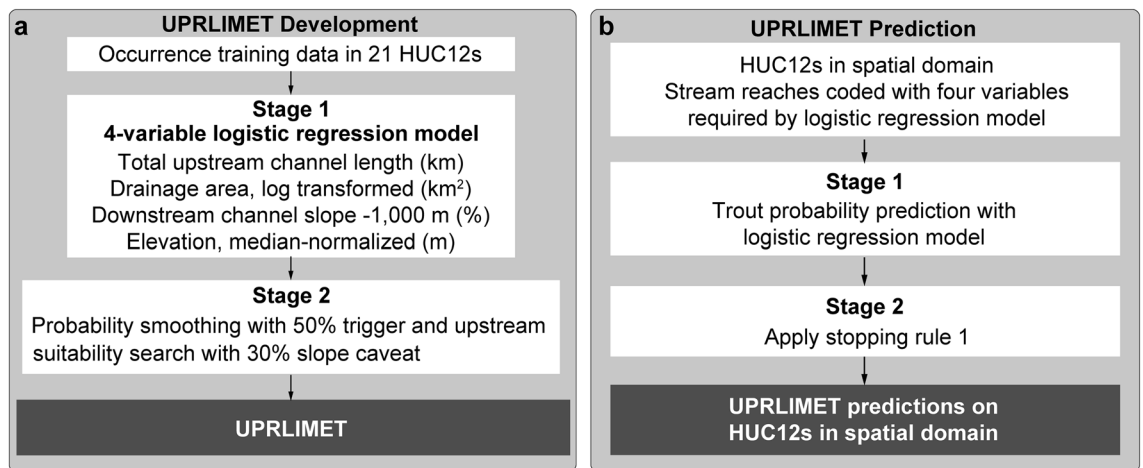 a
UPRLIMET Development
Occurrence training data in 21 HUC12s
Stage 1
4-variable logistic regression model
Total upstream channel length (km)
Drainage area, log transformed (km²)
Downstream channel slope -1,000 m (%)
Elevation, median-normalized (m)
Stage 2
Probability smoothing with 50% trigger and upstream
suitability search with 30% slope caveat
UPRLIMET
b
UPRLIMET Prediction
HUC12s in spatial domain
Stream reaches coded with four variables
required by logistic regression model
Stage 1
Trout probability prediction with
logistic regression model
Stage 2
Apply stopping rule 1
UPRLIMET predictions on
HUC12s in spatial domain